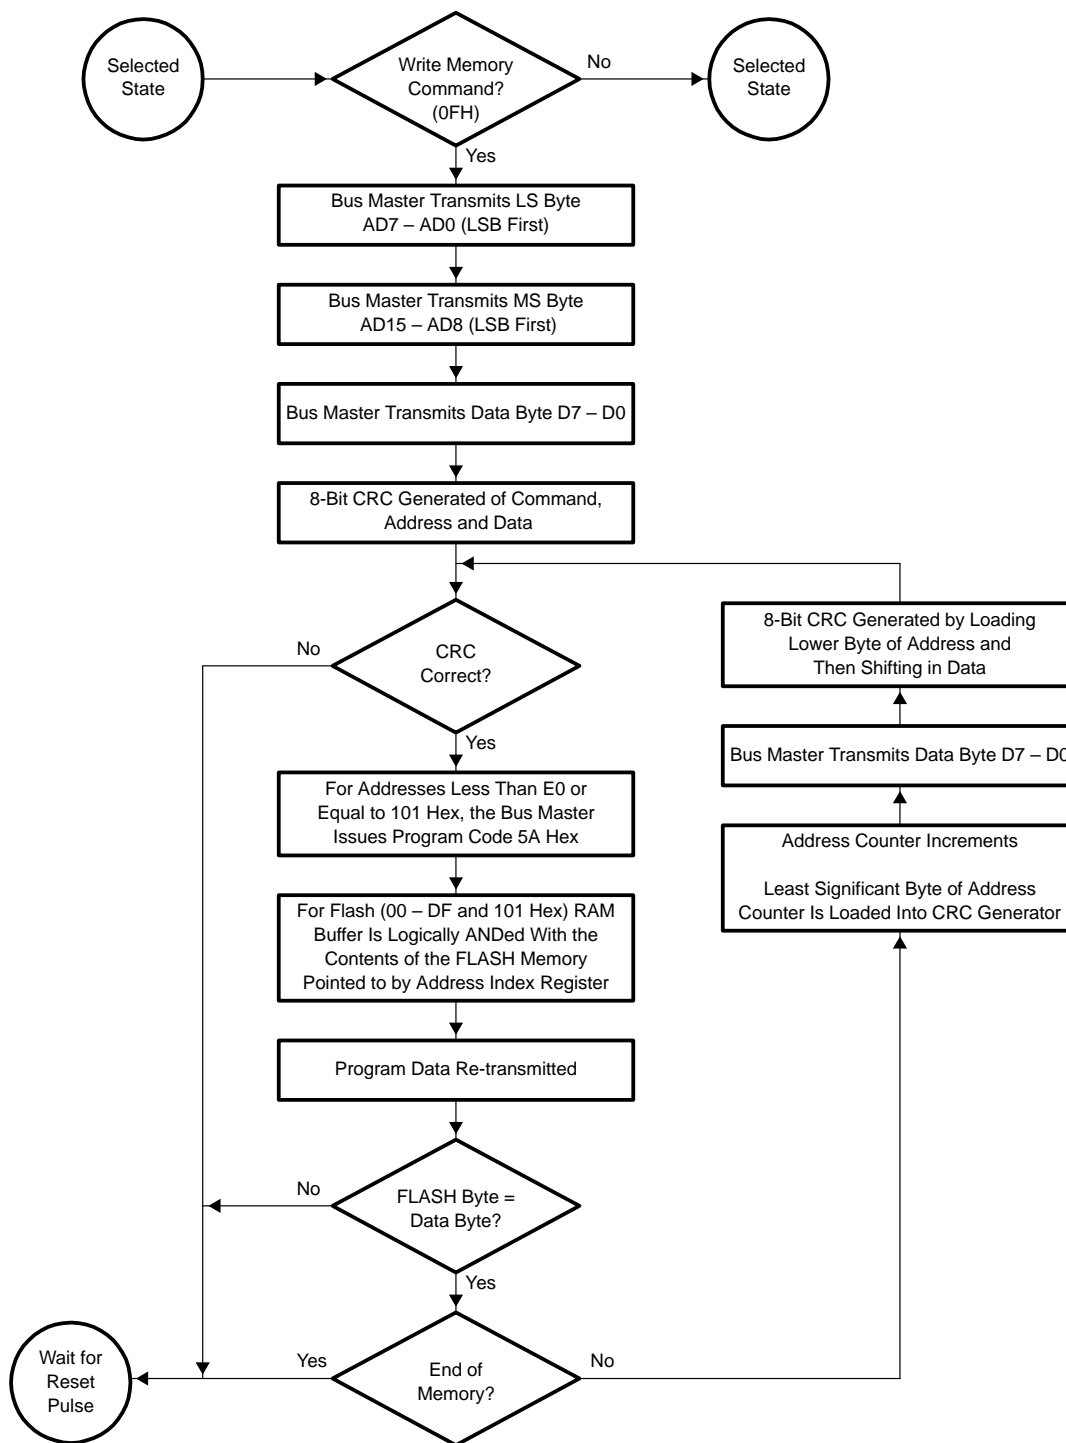 Selected
State
Write Memory
Command?
(0FH)
No
Selected
State
Yes
Bus Master Transmits LS Byte
AD7 – AD0 (LSB First)
Bus Master Transmits MS Byte
AD15 – AD8 (LSB First)
Bus Master Transmits Data Byte D7 – D0
8-Bit CRC Generated of Command,
Address and Data
CRC
Correct?
No
Yes
For Addresses Less Than E0 or
Equal to 101 Hex, the Bus Master
Issues Program Code 5A Hex
For Flash (00 – DF and 101 Hex) RAM
Buffer Is Logically ANDed With the
Contents of the FLASH Memory
Pointed to by Address Index Register
Program Data Re-transmitted
No
FLASH Byte =
Data Byte?
Yes
Wait for
Reset
Pulse
Yes
End of
Memory?
No
8-Bit CRC Generated by Loading
Lower Byte of Address and
Then Shifting in Data
Bus Master Transmits Data Byte D7 – D0
Address Counter Increments
Least Significant Byte of Address
Counter Is Loaded Into CRC Generator